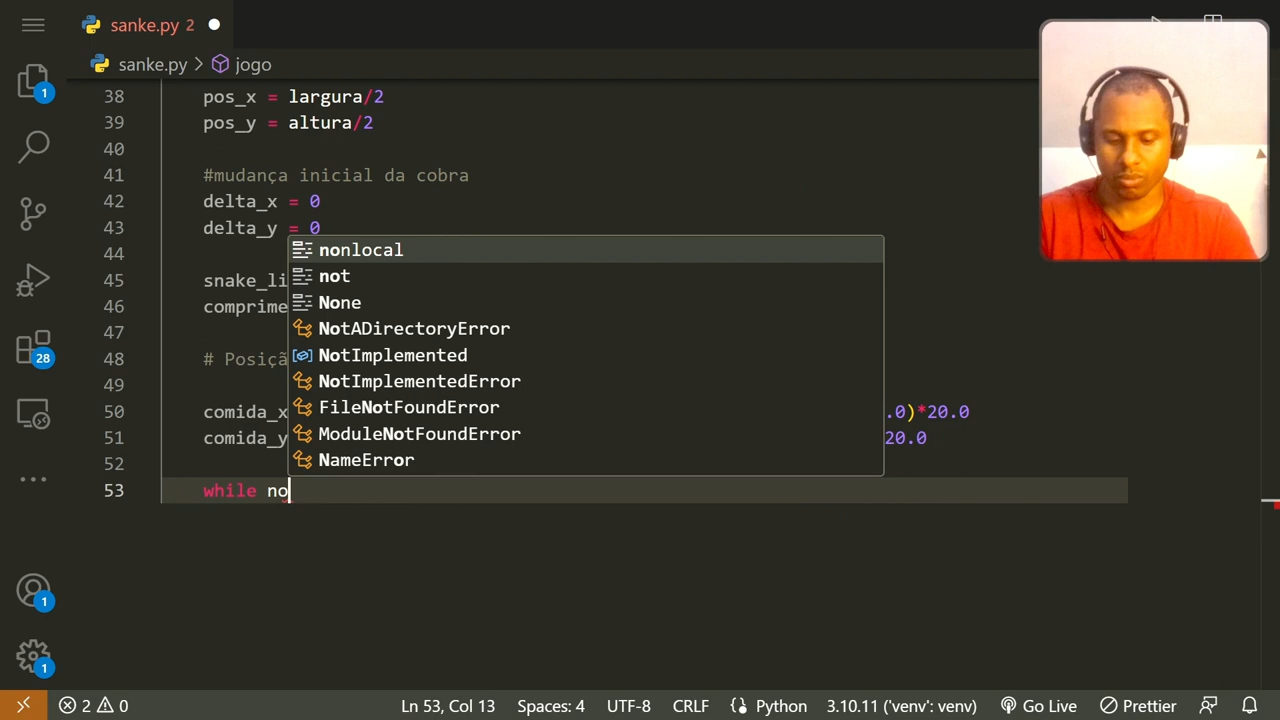 sanke.py 2
sanke.py > jogo
38 pos_x = largura/2
39 pos_y = altura/2
40
41 #mudança inicial da cobra
42 delta_x = 0
43 delta_y = 0
44
45 snake_li
46 comprime
47
48 # Posiçã
49
50 comida_x .0)*20.0
51 comida_y 20.0
52
53 while no
nonlocal
not
None
NotADirectoryError
NotImplemented
NotImplementedError
FileNotFoundError
ModuleNotFoundError
NameError
1
28
1
1
2 0 Ln 53, Col 13 Spaces: 4 UTF-8 CRLF Python 3.10.11 ('venv': venv) Go Live Prettier